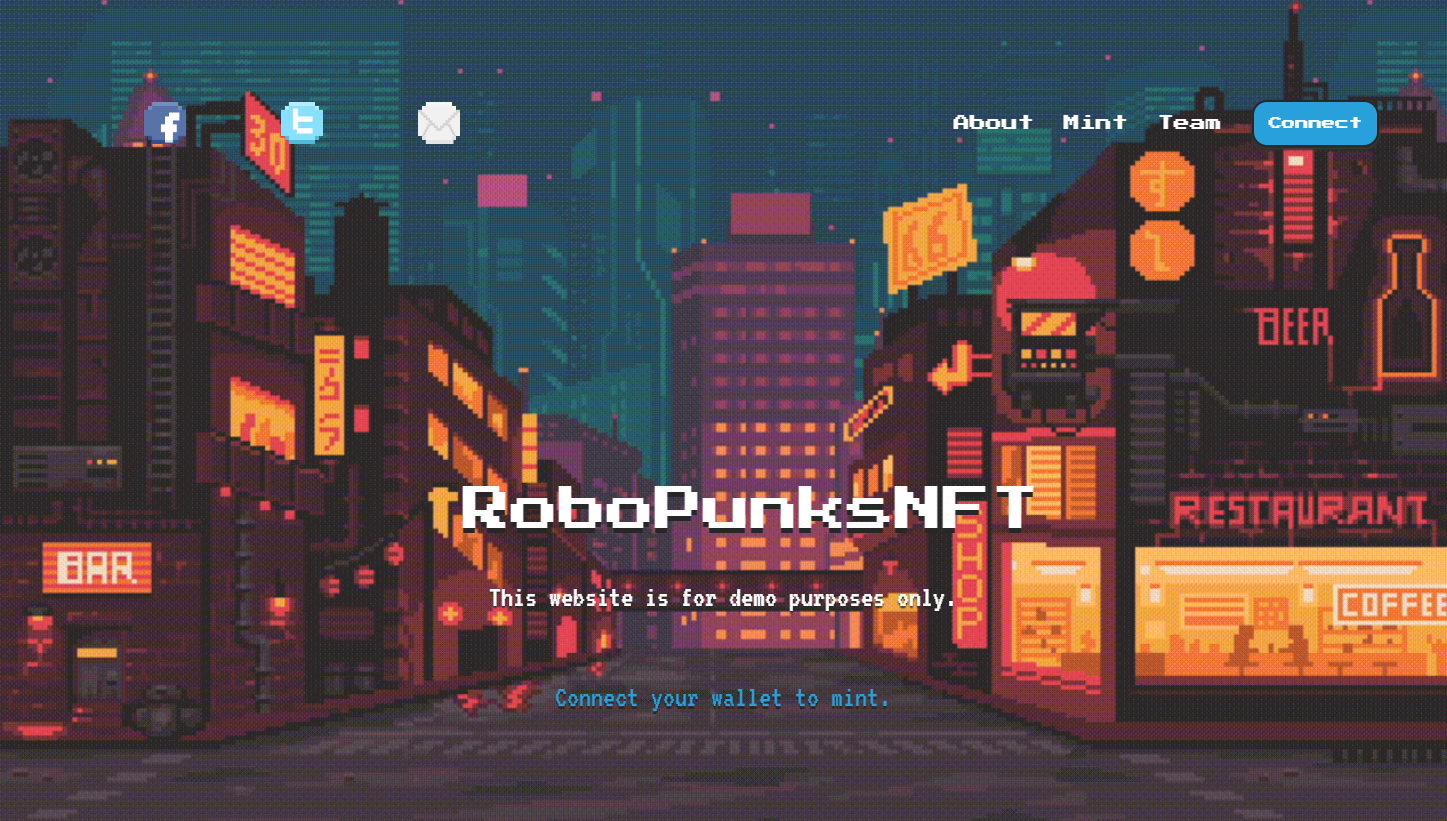 About Mint Team Connect
BEER
RoboPunksNFT
RESTAURANT
SHOP
BAR
This website is for demo purposes only.
COFFEE
Connect your wallet to mint.